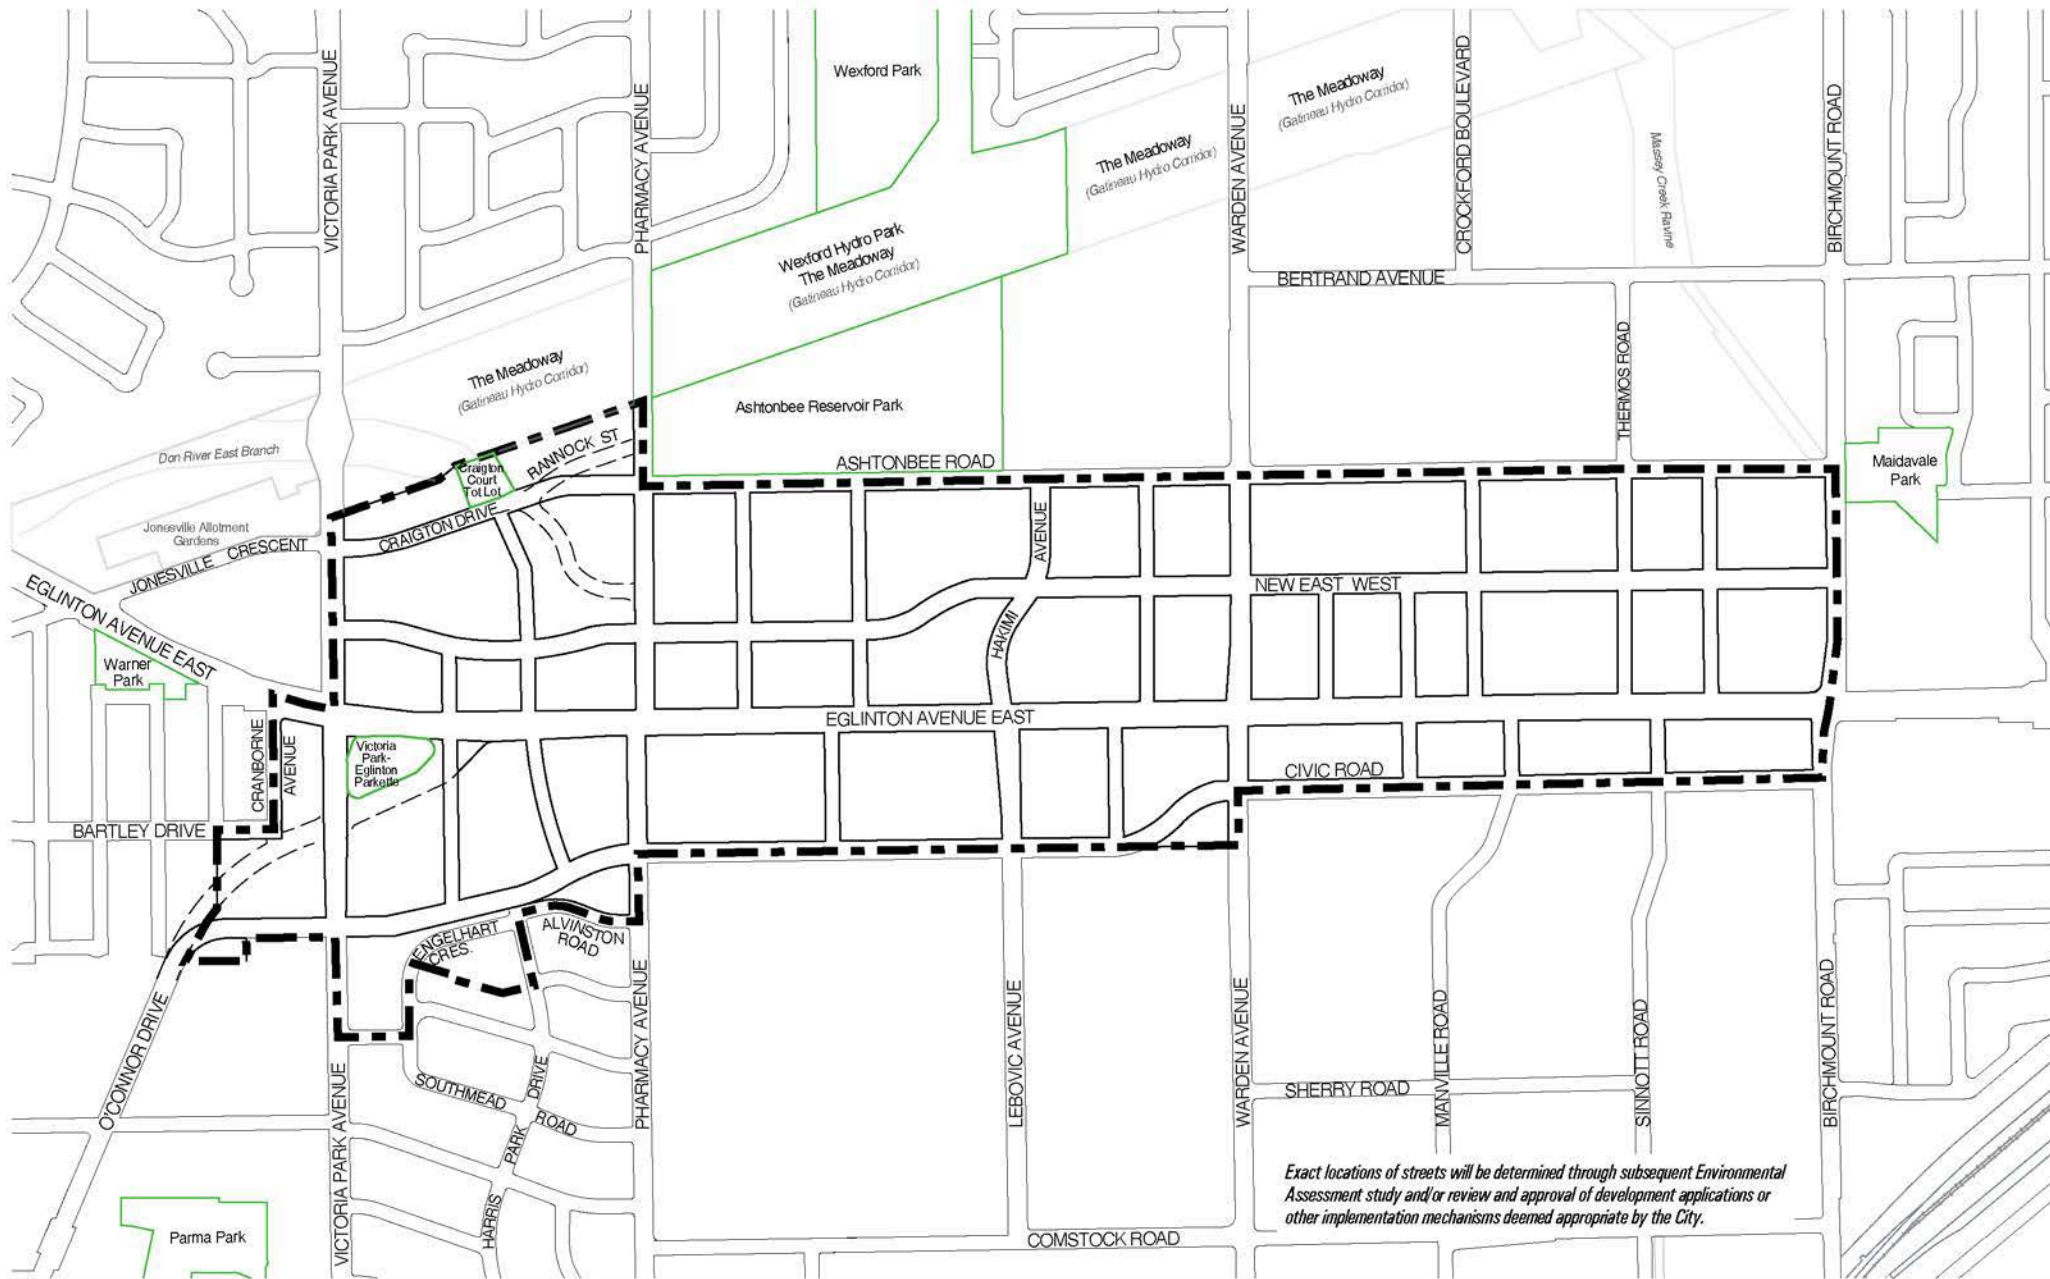 Wexford Park
The Meadoway
(Gatineau Hydro Corridor)
The Meadoway
(Gatineau Hydro Corridor)
VICTORIA PARK AVENUE
PHARMACY AVENUE
WARDEN AVENUE
CROCKFORD BOULEVARD
Massey Creek Ravine
BIRCHMOUNT ROAD
Wexford Hydro Park
The Meadoway
(Gatineau Hydro Corridor)
BERTRAND AVENUE
THERMOS ROAD
The Meadoway
(Gatineau Hydro Corridor)
Ashtonbee Reservoir Park
Don River East Branch
RANNOCK ST
Craigton
Court
Tot Lot
ASHTONBEE ROAD
Maidavale
Park
Jonesville Allotment
Gardens
CRAIGTON DRIVE
JONESVILLE CRESCENT
AVENUE
HAKIMI
NEW EAST WEST
EGLINTON AVENUE EAST
Warner
Park
EGLINTON AVENUE EAST
CRANBORNE
AVENUE
Victoria
Park-
Eglinton
Parkette
CIVIC ROAD
BARTLEY DRIVE
ENGELHART
CRES.
ALVINSTON
ROAD
O'CONNOR DRIVE
VICTORIA PARK AVENUE
PHARMACY AVENUE
LEBOVIC AVENUE
WARDEN AVENUE
MANVILLE ROAD
SINNOTT ROAD
BIRCHMOUNT ROAD
SOUTHMEAD
ROAD
HARRIS
PARK
DRIVE
SHERRY ROAD
Exact locations of streets will be determined through subsequent Environmental
Assessment study and/or review and approval of development applications or
other implementation mechanisms deemed appropriate by the City.
Parma Park
COMSTOCK ROAD